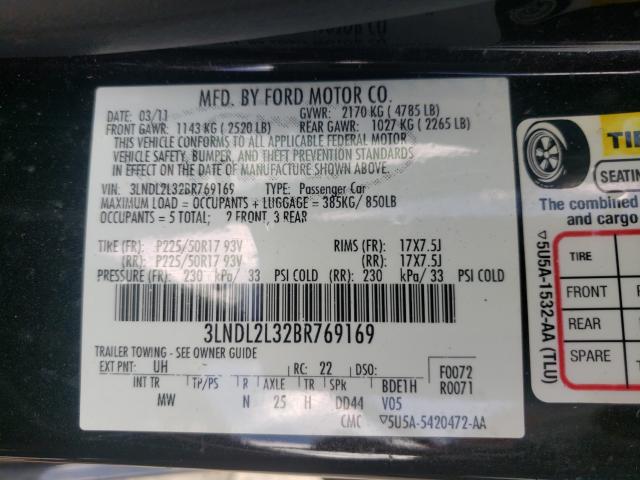 MFD. BY FORD MOTOR CO.
DATE: 03/11 GVWR: 2170 KG ( 4785 LB)
FRONT GAWR: 1143 KG ( 2520 LB) REAR GAWR: 1027 KG ( 2265 LB)
THIS VEHICLE CONFORMS TO ALL APPLICABLE FEDERAL MOTOR
VEHICLE SAFETY, BUMPER, AND THEFT PREVENTION STANDARDS
IN EFFECT ON THE DATE OF MANUFACTURE SHOWN ABOVE.
VIN: 3LNDL2L32BR769169 TYPE: Passenger Car
MAXIMUM LOAD = OCCUPANTS + LUGGAGE = 385KG/ 850LB
OCCUPANTS = 5 TOTAL; 2 FRONT, 3 REAR
TIRE (FR): P225/50R17 93V RIMS (FR): 17X7.5J
(RR): P225/50R17 93V (RR): 17X7.5J
PRESSURE (FR): 230 kPa/ 33 PSI COLD (RR): 230 kPa/ 33 PSI COLD
3LNDL2L32BR769169
TRAILER TOWING - SEE OWNER GUIDE
EXT PNT: UH RC: 22 DSO: F0072
INT TR TP/PS R AXLE TR SPR BDE1H R0071
MW N 25 H DD44 V05
CMC ▽5U5A-5420472-AA
TIE
SEATIN
The combined
and cargo
TIRE
FRONT
REAR
SPARE
▽5U5A-1532-AA (TLU)